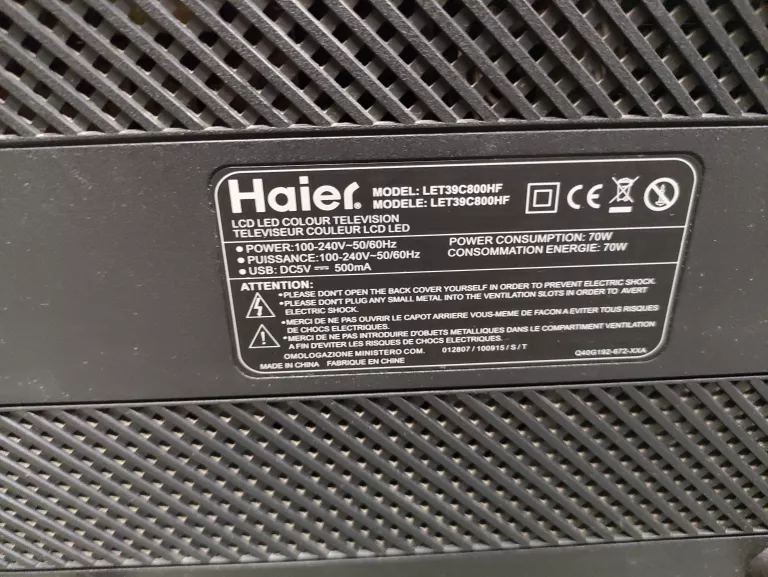 Haier.
MODEL: LET39C800HF
MODELE: LET39C800HF
CE
LCD LED COLOUR TELEVISION
TELEVISEUR COULEUR LCD LED
• POWER:100-240V~50/60Hz
• PUISSANCE:100-240V~50/60Hz
• USB: DC5V ⎓ 500mA
POWER CONSUMPTION: 70W
CONSOMMATION ENERGIE: 70W
ATTENTION:
•PLEASE DON'T OPEN THE BACK COVER YOURSELF IN ORDER TO PREVENT ELECTRIC SHOCK.
•PLEASE DON'T PLUG ANY SMALL METAL INTO THE VENTILATION SLOTS IN ORDER TO AVERT
ELECTRIC SHOCK.
•MERCI DE NE PAS OUVRIR LE CAPOT ARRIERE VOUS-MEME DE FACON A EVITER TOUS RISQUES
DE CHOCS ELECTRIQUES.
•MERCI DE NE PAS INTRODUIRE D'OBJETS METALLIQUES DANS LE COMPARTIMENT VENTILATION
A FIN D'EVITER LES RISQUES DE CHOCS ELECTRIQUES.
OMOLOGAZIONE MINISTERO COM. 012807 / 100915 / S / T
MADE IN CHINA FABRIQUE EN CHINE
Q40G192-672-XXA